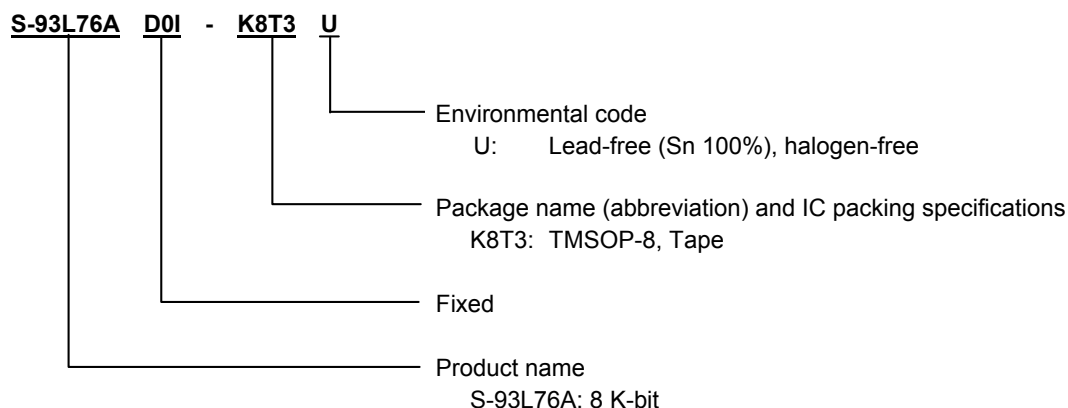 S-93L76A D0I - K8T3 U
Environmental code
U: Lead-free (Sn 100%), halogen-free
Package name (abbreviation) and IC packing specifications
K8T3: TMSOP-8, Tape
Fixed
Product name
S-93L76A: 8 K-bit